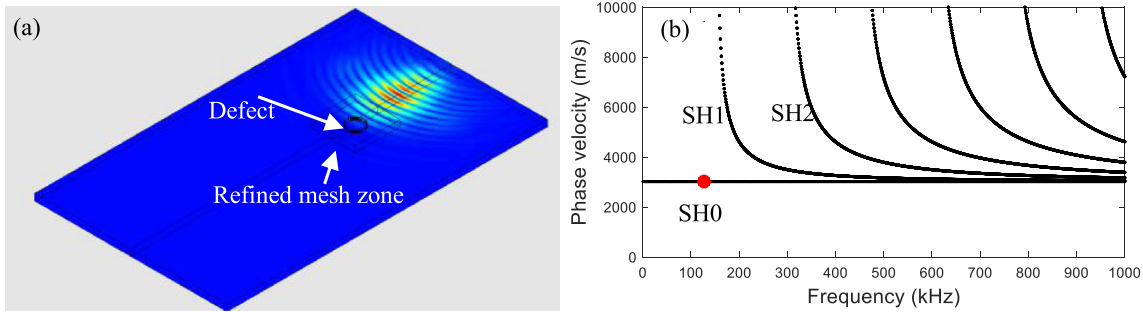 (a)
Defect
Refined mesh zone
(b)
Phase velocity (m/s)
10000
8000
6000
4000
2000
0
SH1
SH2
SH0
0 100 200 300 400 500 600 700 800 900 1000
Frequency (kHz)